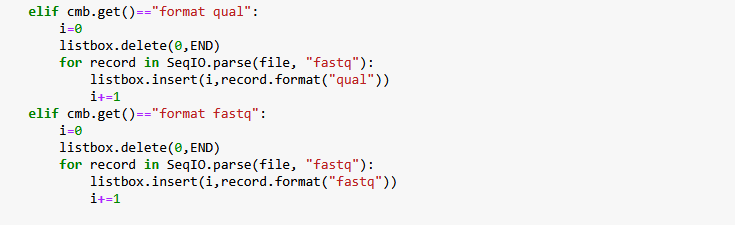 elif cmb.get()=="format qual":
    i=0
    listbox.delete(0,END)
    for record in SeqIO.parse(file, "fastq"):
        listbox.insert(i,record.format("qual"))
        i+=1
elif cmb.get()=="format fastq":
    i=0
    listbox.delete(0,END)
    for record in SeqIO.parse(file, "fastq"):
        listbox.insert(i,record.format("fastq"))
        i+=1